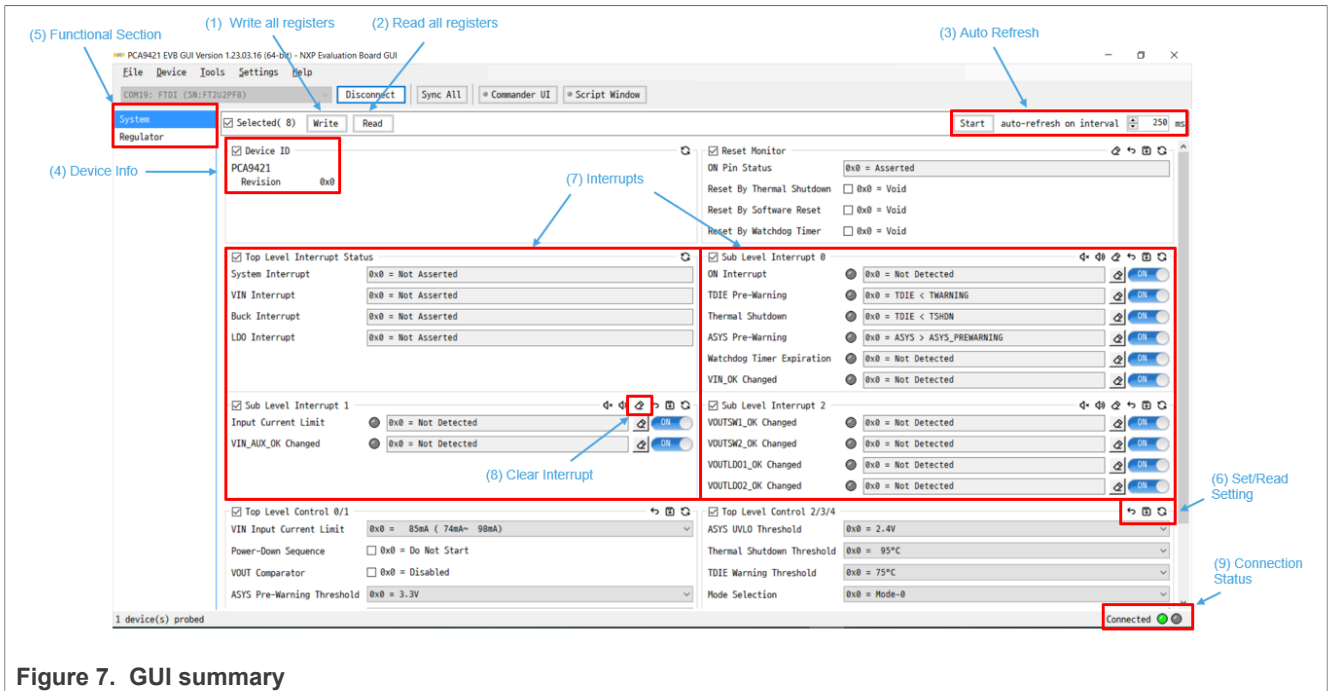 (1) Write all registers
(2) Read all registers
(3) Auto Refresh
(5) Functional Section
PCA9421 EVB GUI Version 1.23.03.16 (64-bit) - NXP Evaluation Board GUI
File Device Tools Settings Help
COM19: FTDI (SN:FT2U2PF8) Disconnect Sync All Commander UI Script Window
System
Regulator
Selected( 8) Write Read Start auto-refresh on interval 250 ms
(4) Device Info
Device ID
PCA9421
Revision 0x0
Reset Monitor
ON Pin Status 0x0 = Asserted
Reset By Thermal Shutdown 0x0 = Void
Reset By Software Reset 0x0 = Void
Reset By Watchdog Timer 0x0 = Void
(7) Interrupts
Top Level Interrupt Status
System Interrupt 0x0 = Not Asserted
VIN Interrupt 0x0 = Not Asserted
Buck Interrupt 0x0 = Not Asserted
LDO Interrupt 0x0 = Not Asserted
Sub Level Interrupt 0
ON Interrupt 0x0 = Not Detected ON
TDIE Pre-Warning 0x0 = TDIE < TWARNING ON
Thermal Shutdown 0x0 = TDIE < TSHDN ON
ASYS Pre-Warning 0x0 = ASYS > ASYS_PREWARNING ON
Watchdog Timer Expiration 0x0 = Not Detected ON
VIN_OK Changed 0x0 = Not Detected ON
Sub Level Interrupt 1
Input Current Limit 0x0 = Not Detected ON
VIN_AUX_OK Changed 0x0 = Not Detected ON
(8) Clear Interrupt
Sub Level Interrupt 2
VOUTSW1_OK Changed 0x0 = Not Detected ON
VOUTSW2_OK Changed 0x0 = Not Detected ON
VOUTLDO1_OK Changed 0x0 = Not Detected ON
VOUTLDO2_OK Changed 0x0 = Not Detected ON
(6) Set/Read
Setting
Top Level Control 0/1
VIN Input Current Limit 0x0 = 85mA ( 74mA~ 98mA)
Power-Down Sequence 0x0 = Do Not Start
VOUT Comparator 0x0 = Disabled
ASYS Pre-Warning Threshold 0x0 = 3.3V
Top Level Control 2/3/4
ASYS UVLO Threshold 0x0 = 2.4V
Thermal Shutdown Threshold 0x0 = 95°C
TDIE Warning Threshold 0x0 = 75°C
Mode Selection 0x0 = Mode-0
(9) Connection
Status
1 device(s) probed
Connected
Figure 7. GUI summary